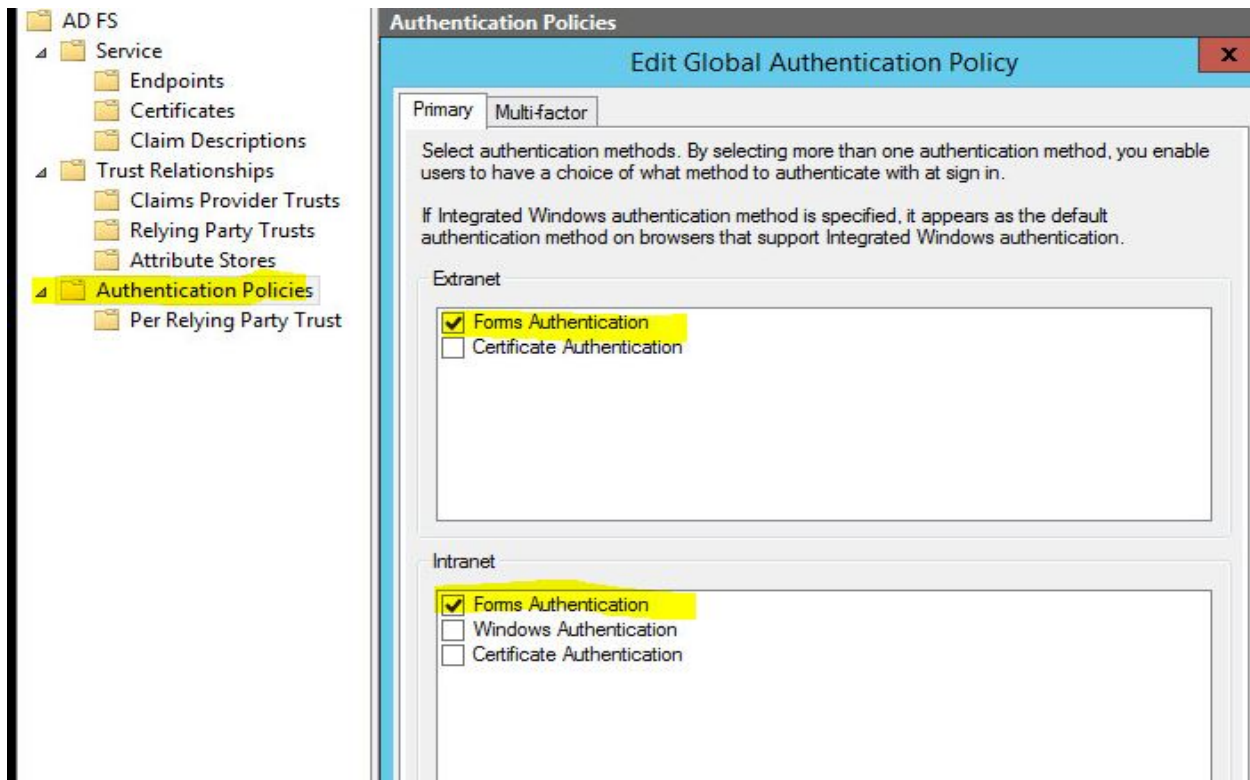 AD FS
Service
Endpoints
Certificates
Claim Descriptions
Trust Relationships
Claims Provider Trusts
Relying Party Trusts
Attribute Stores
Authentication Policies
Per Relying Party Trust
Authentication Policies
Edit Global Authentication Policy
x
Primary Multi-factor
Select authentication methods. By selecting more than one authentication method, you enable
users to have a choice of what method to authenticate with at sign in.
If Integrated Windows authentication method is specified, it appears as the default
authentication method on browsers that support Integrated Windows authentication.
Extranet
Forms Authentication
Certificate Authentication
Intranet
Forms Authentication
Windows Authentication
Certificate Authentication